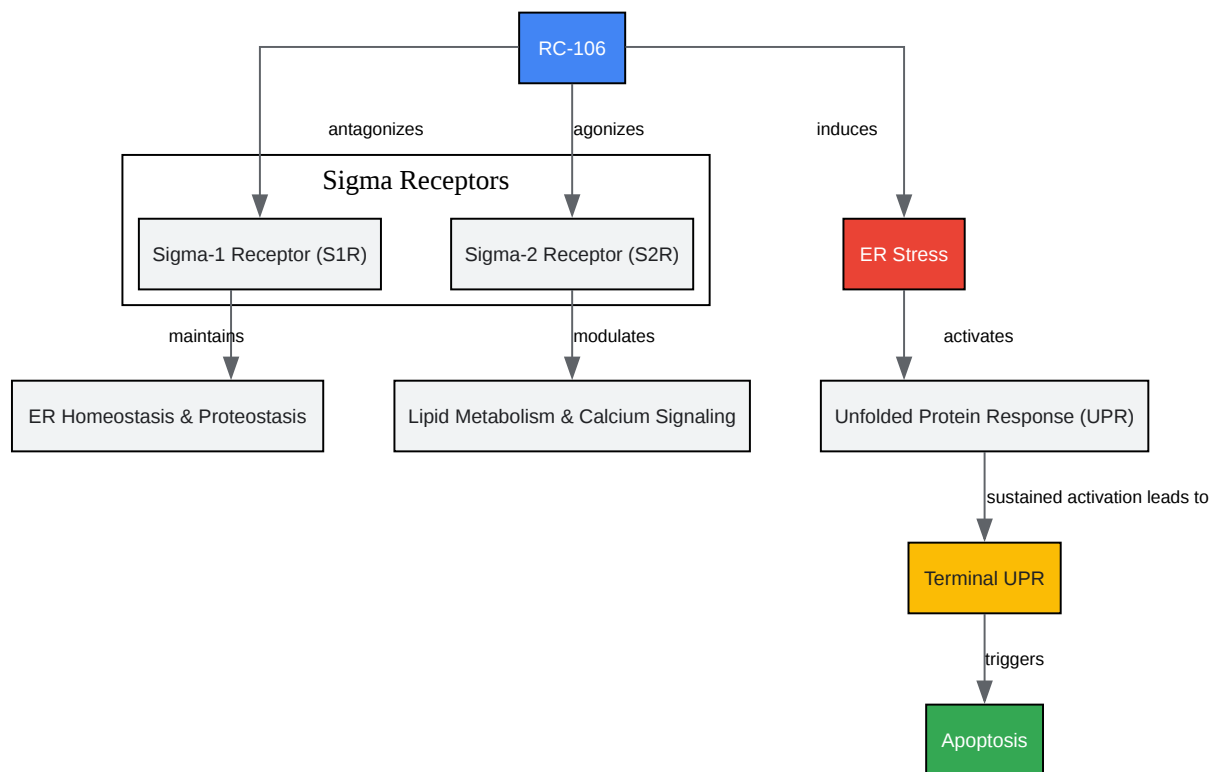 RC-106
antagonizes
agonizes
induces
Sigma Receptors
Sigma-1 Receptor (S1R)
Sigma-2 Receptor (S2R)
ER Stress
maintains
modulates
activates
ER Homeostasis & Proteostasis
Lipid Metabolism & Calcium Signaling
Unfolded Protein Response (UPR)
sustained activation leads to
Terminal UPR
triggers
Apoptosis